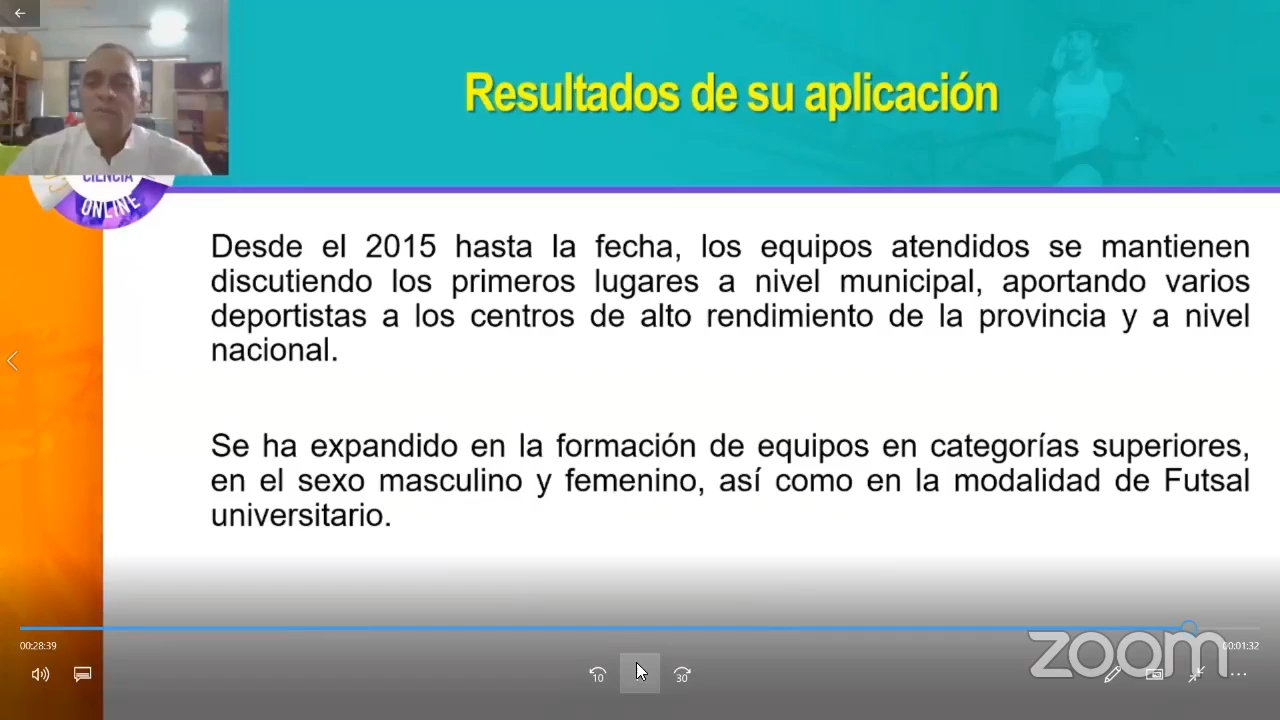 Resultados de su aplicación
CIENCIA
ONLINE
Desde el 2015 hasta la fecha, los equipos atendidos se mantienen
discutiendo los primeros lugares a nivel municipal, aportando varios
deportistas a los centros de alto rendimiento de la provincia y a nivel
nacional.
Se ha expandido en la formación de equipos en categorías superiores,
en el sexo masculino y femenino, así como en la modalidad de Futsal
universitario.
00:28:39
00:01:32
10
30
zoom